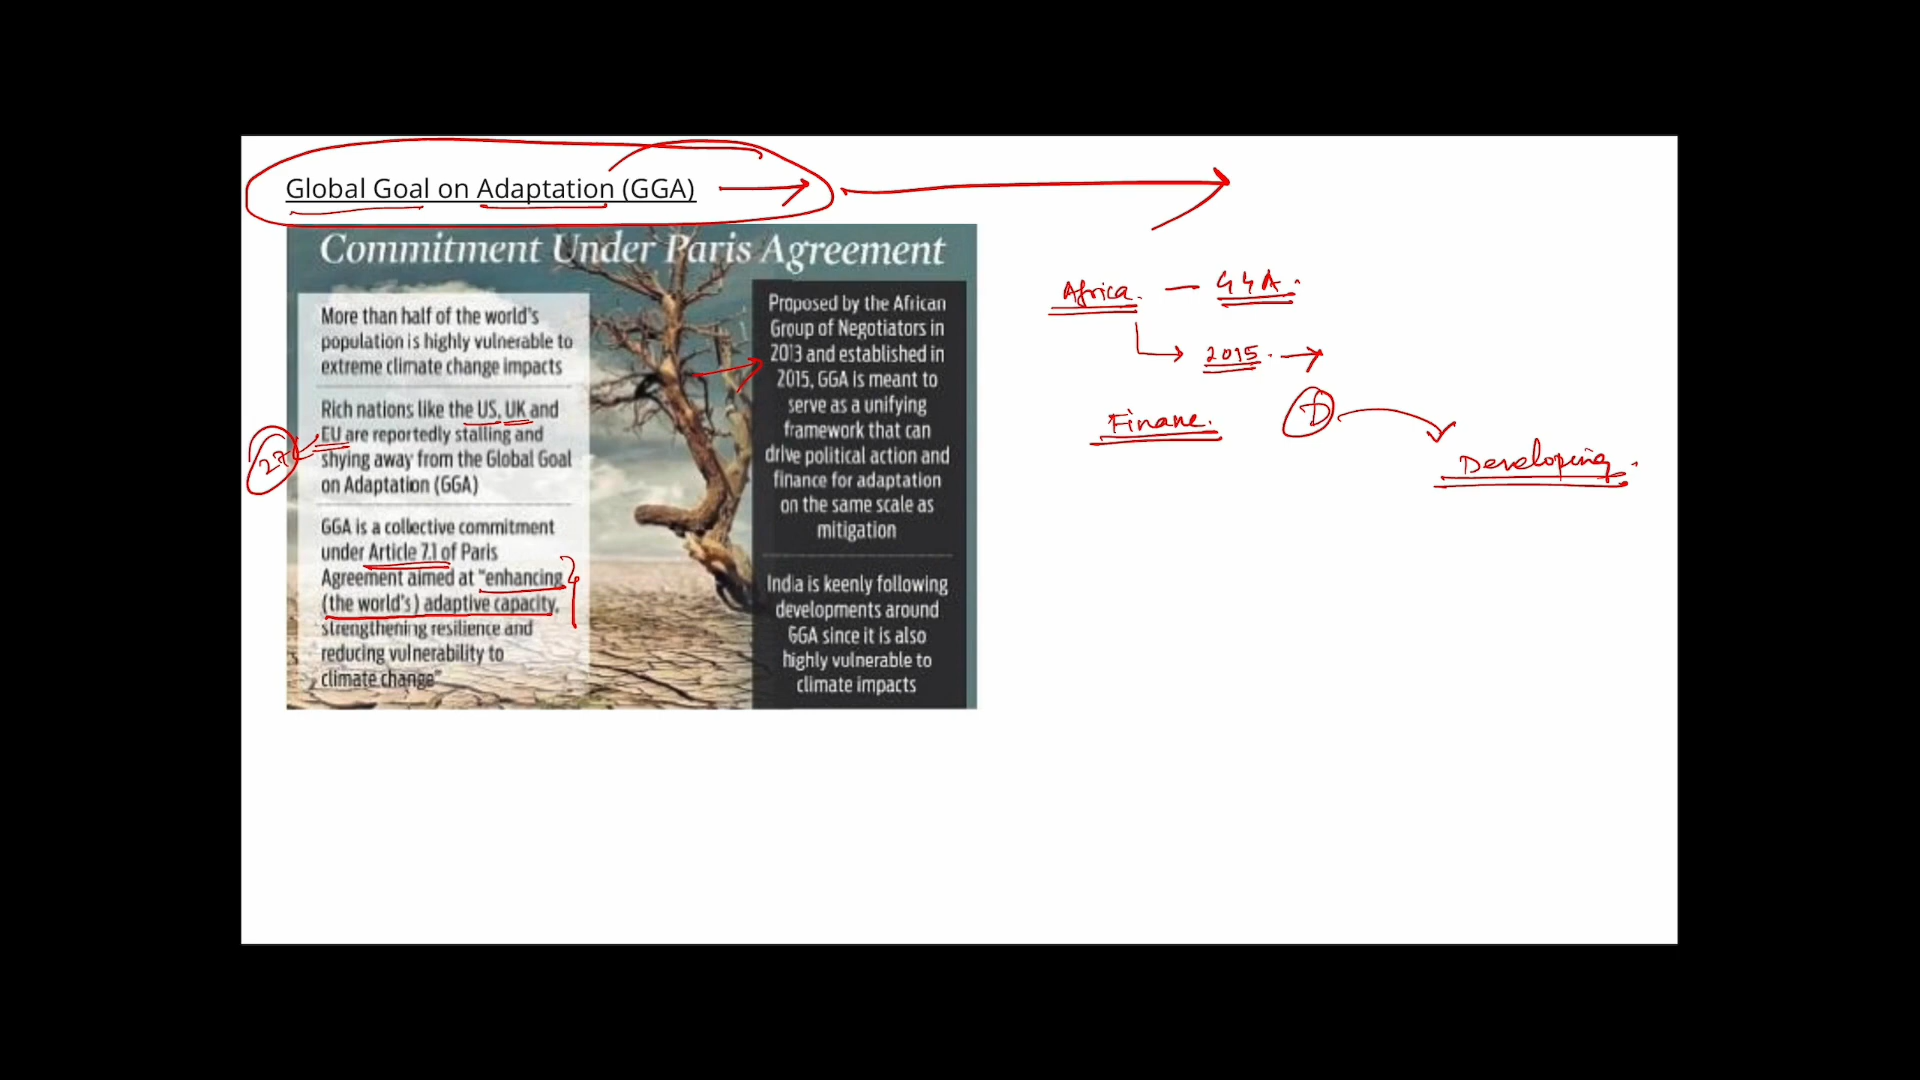 Global Goal on Adaptation (GGA)
Commitment Under Paris Agreement
More than half of the world's
population is highly vulnerable to
extreme climate change impacts
Rich nations like the US, UK and
EU are reportedly stalling and
shying away from the Global Goal
on Adaptation (GGA)
GGA is a collective commitment
under Article 7.1 of Paris
Agreement aimed at "enhancing
(the world's) adaptive capacity,
strengthening resilience and
reducing vulnerability to
climate change"
27
Proposed by the African
Group of Negotiators in
2013 and established in
2015, GGA is meant to
serve as a unifying
framework that can
drive political action and
finance for adaptation
on the same scale as
mitigation
India is keenly following
developments around
GGA since it is also
highly vulnerable to
climate impacts
Africa. — GGA.
2015.
Finance. D
Developing.